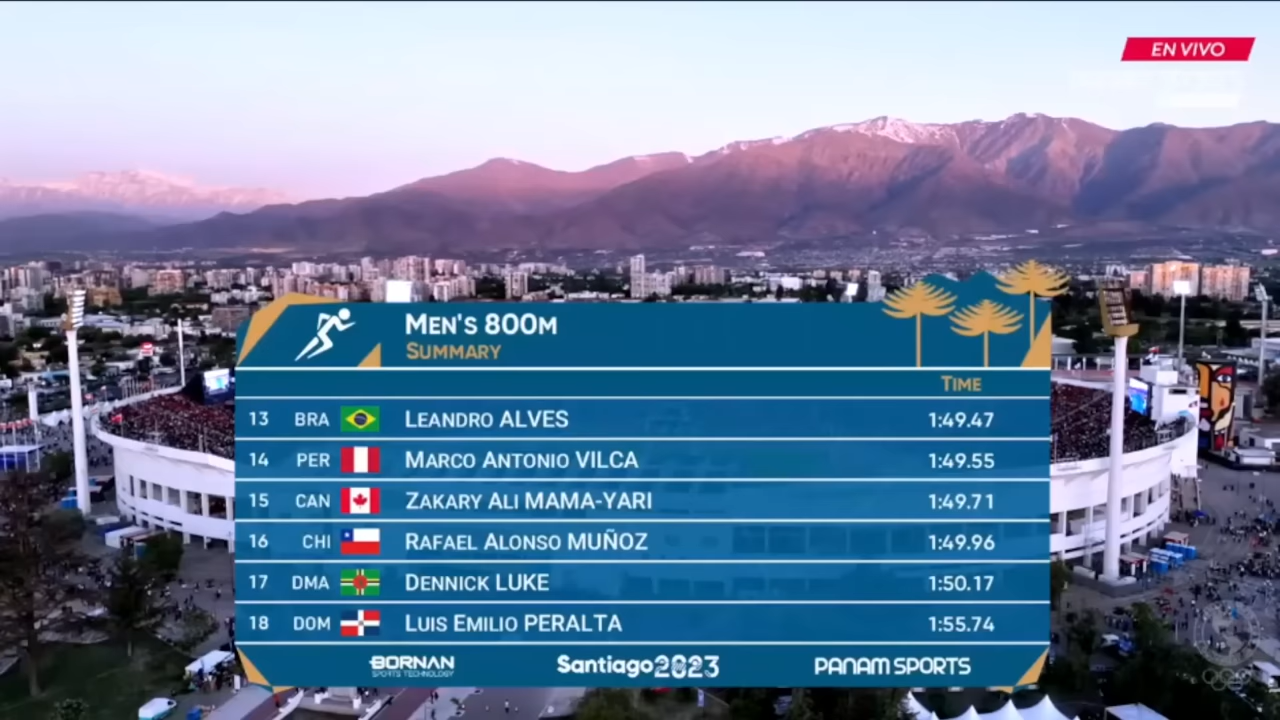 EN VIVO
MEN'S 800M
SUMMARY
TIME
13 BRA LEANDRO ALVES 1:49.47
14 PER MARCO ANTONIO VILCA 1:49.55
15 CAN ZAKARY ALI MAMA-YARI 1:49.71
16 CHI RAFAEL ALONSO MUÑOZ 1:49.96
17 DMA DENNICK LUKE 1:50.17
18 DOM LUIS EMILIO PERALTA 1:55.74
BORNAN Santiago2023 PANAM SPORTS
SPORTS TECHNOLOGY